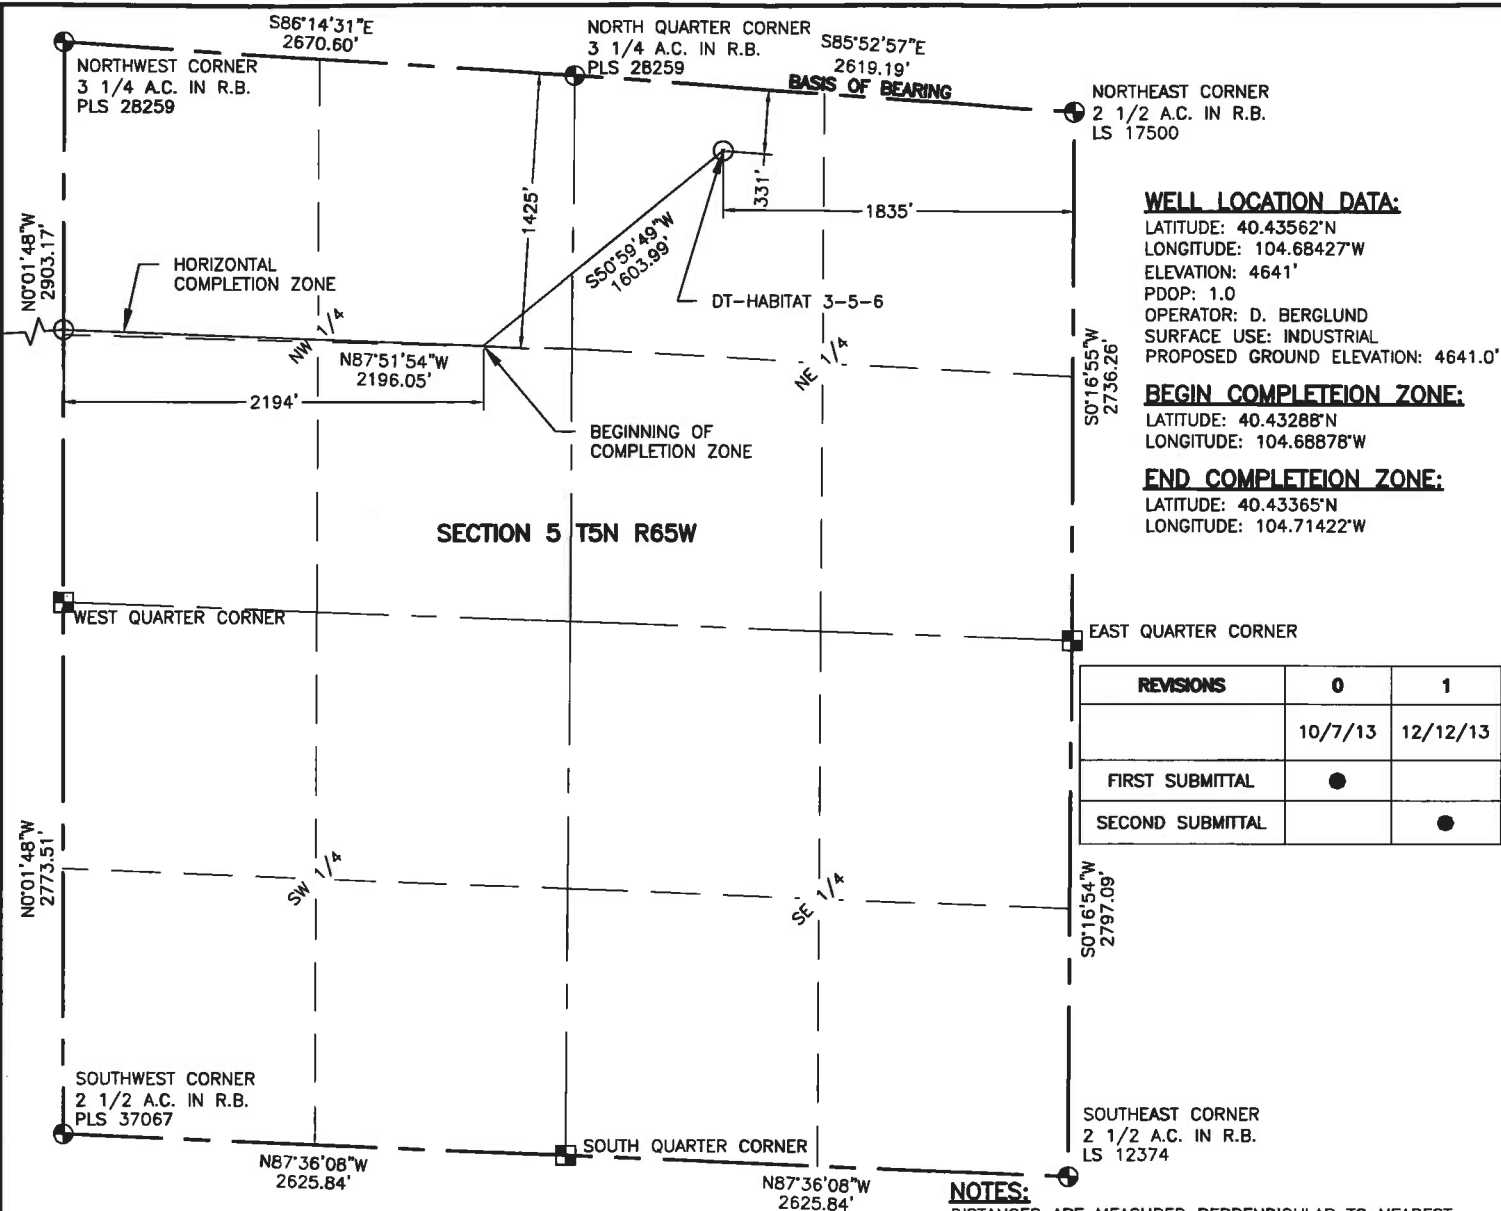 S86°14'31"E
2670.60'
NORTH QUARTER CORNER
3 1/4 A.C. IN R.B.
PLS 28259
S85°52'57"E
2619.19'
BASIS OF BEARING
NORTHWEST CORNER
3 1/4 A.C. IN R.B.
PLS 28259
NORTHEAST CORNER
2 1/2 A.C. IN R.B.
LS 17500
1425'
331'
1835'
S50°59'49"W
1603.99'
N0°01'48"W
2903.17'
HORIZONTAL
COMPLETION ZONE
DT-HABITAT 3-5-6
NW 1/4
N87°51'54"W
2196.05'
NE 1/4
2194'
BEGINNING OF
COMPLETION ZONE
S0°16'55"W
2736.26'
WELL LOCATION DATA:
LATITUDE: 40.43562°N
LONGITUDE: 104.68427°W
ELEVATION: 4641'
PDOP: 1.0
OPERATOR: D. BERGLUND
SURFACE USE: INDUSTRIAL
PROPOSED GROUND ELEVATION: 4641.0'
BEGIN COMPLETEION ZONE:
LATITUDE: 40.43288°N
LONGITUDE: 104.68878°W
END COMPLETEION ZONE:
LATITUDE: 40.43365°N
LONGITUDE: 104.71422°W
SECTION 5 T5N R65W
WEST QUARTER CORNER
EAST QUARTER CORNER
REVISIONS 0 1
10/7/13 12/12/13
FIRST SUBMITTAL ●
SECOND SUBMITTAL ●
N0°01'48"W
2773.51'
SW 1/4
SE 1/4
S0°16'54"W
2797.09'
SOUTHWEST CORNER
2 1/2 A.C. IN R.B.
PLS 37067
SOUTH QUARTER CORNER
SOUTHEAST CORNER
2 1/2 A.C. IN R.B.
LS 12374
N87°36'08"W
2625.84'
N87°36'08"W
2625.84'
NOTES:
DISTANCES ARE MEASURED PERPENDICULAR TO NEAREST